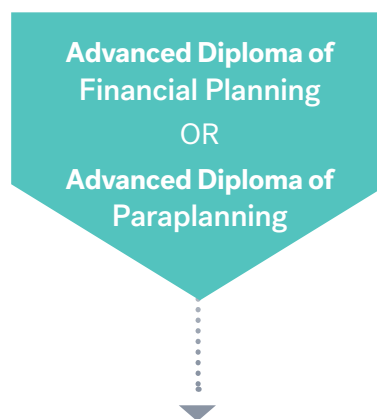 Advanced Diploma of
Financial Planning
OR
Advanced Diploma of
Paraplanning